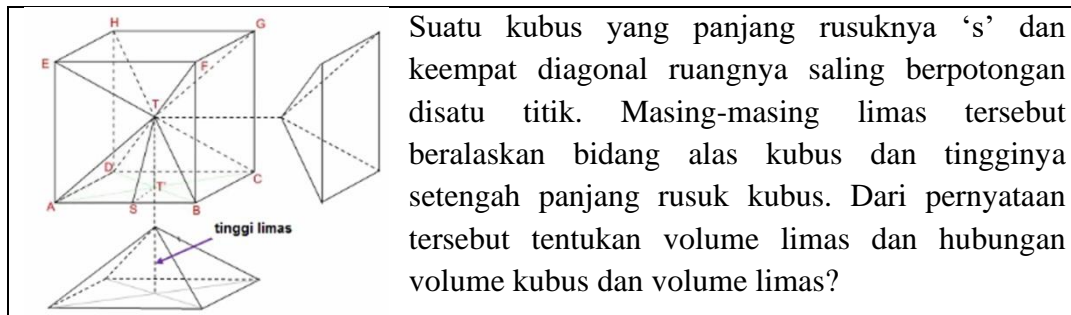 H
G
E
F
T
D
C
T'
A
S
B
tinggi limas
Suatu kubus yang panjang rusuknya ‘s’ dan
keempat diagonal ruangnya saling berpotongan
disatu titik. Masing-masing limas tersebut
beralaskan bidang alas kubus dan tingginya
setengah panjang rusuk kubus. Dari pernyataan
tersebut tentukan volume limas dan hubungan
volume kubus dan volume limas?